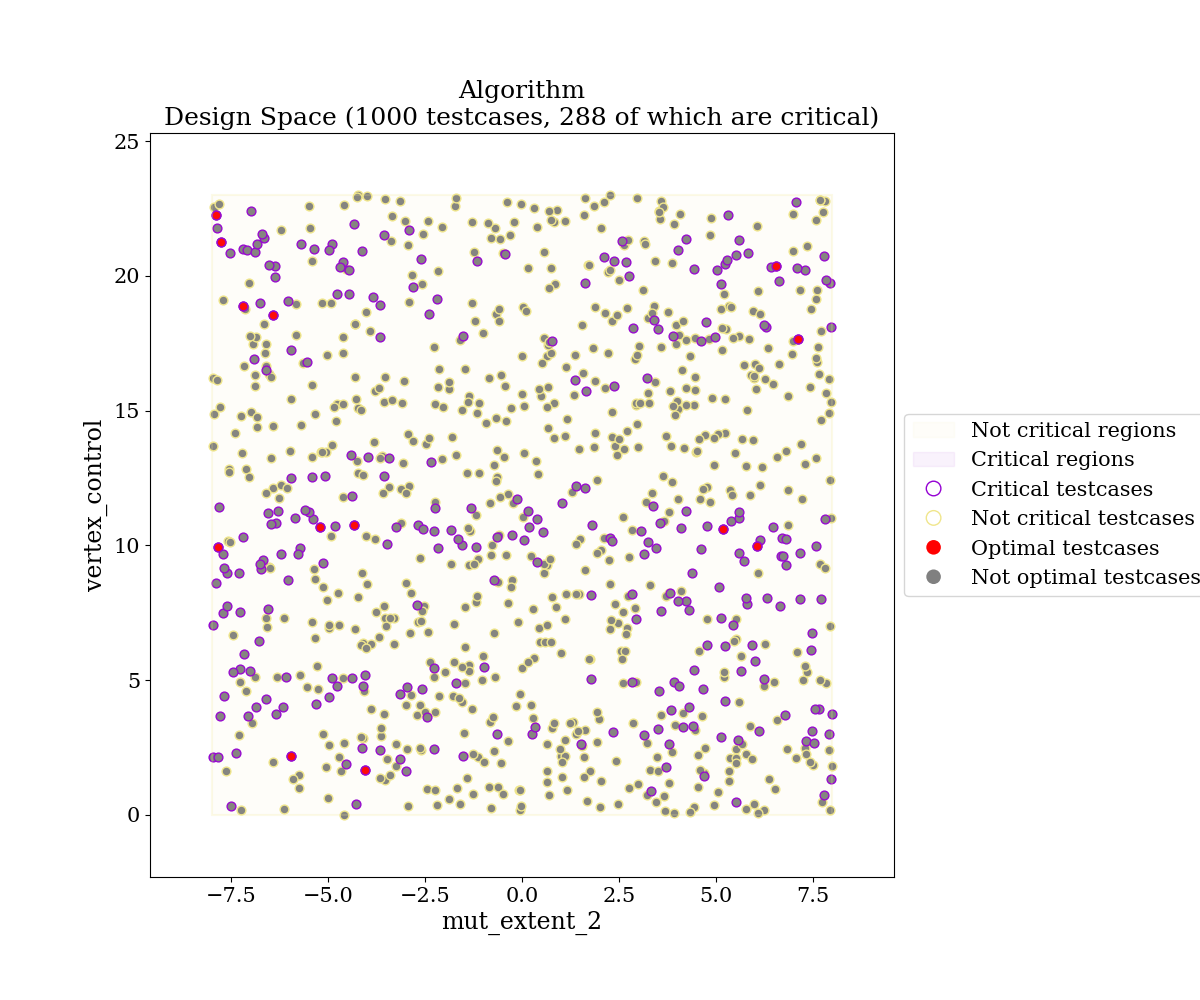 Algorithm
Design Space (1000 testcases, 288 of which are critical)
25
20
15
10
5
0
vertex_control
−7.5
−5.0
−2.5
0.0
2.5
5.0
7.5
mut_extent_2
Not critical regions
Critical regions
Critical testcases
Not critical testcases
Optimal testcases
Not optimal testcases